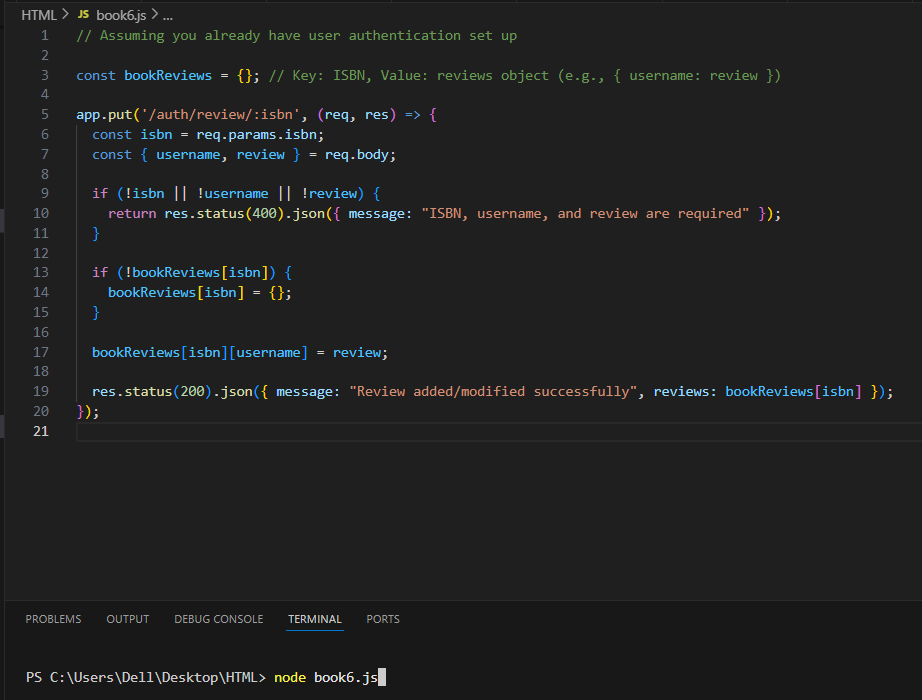 HTML > JS book6.js > ...
1 // Assuming you already have user authentication set up
2
3 const bookReviews = {}; // Key: ISBN, Value: reviews object (e.g., { username: review })
4
5 app.put('/auth/review/:isbn', (req, res) => {
6   const isbn = req.params.isbn;
7   const { username, review } = req.body;
8
9   if (!isbn || !username || !review) {
10     return res.status(400).json({ message: "ISBN, username, and review are required" });
11   }
12
13   if (!bookReviews[isbn]) {
14     bookReviews[isbn] = {};
15   }
16
17   bookReviews[isbn][username] = review;
18
19   res.status(200).json({ message: "Review added/modified successfully", reviews: bookReviews[isbn] });
20 });
21
PROBLEMS OUTPUT DEBUG CONSOLE TERMINAL PORTS
PS C:\Users\Dell\Desktop\HTML> node book6.js